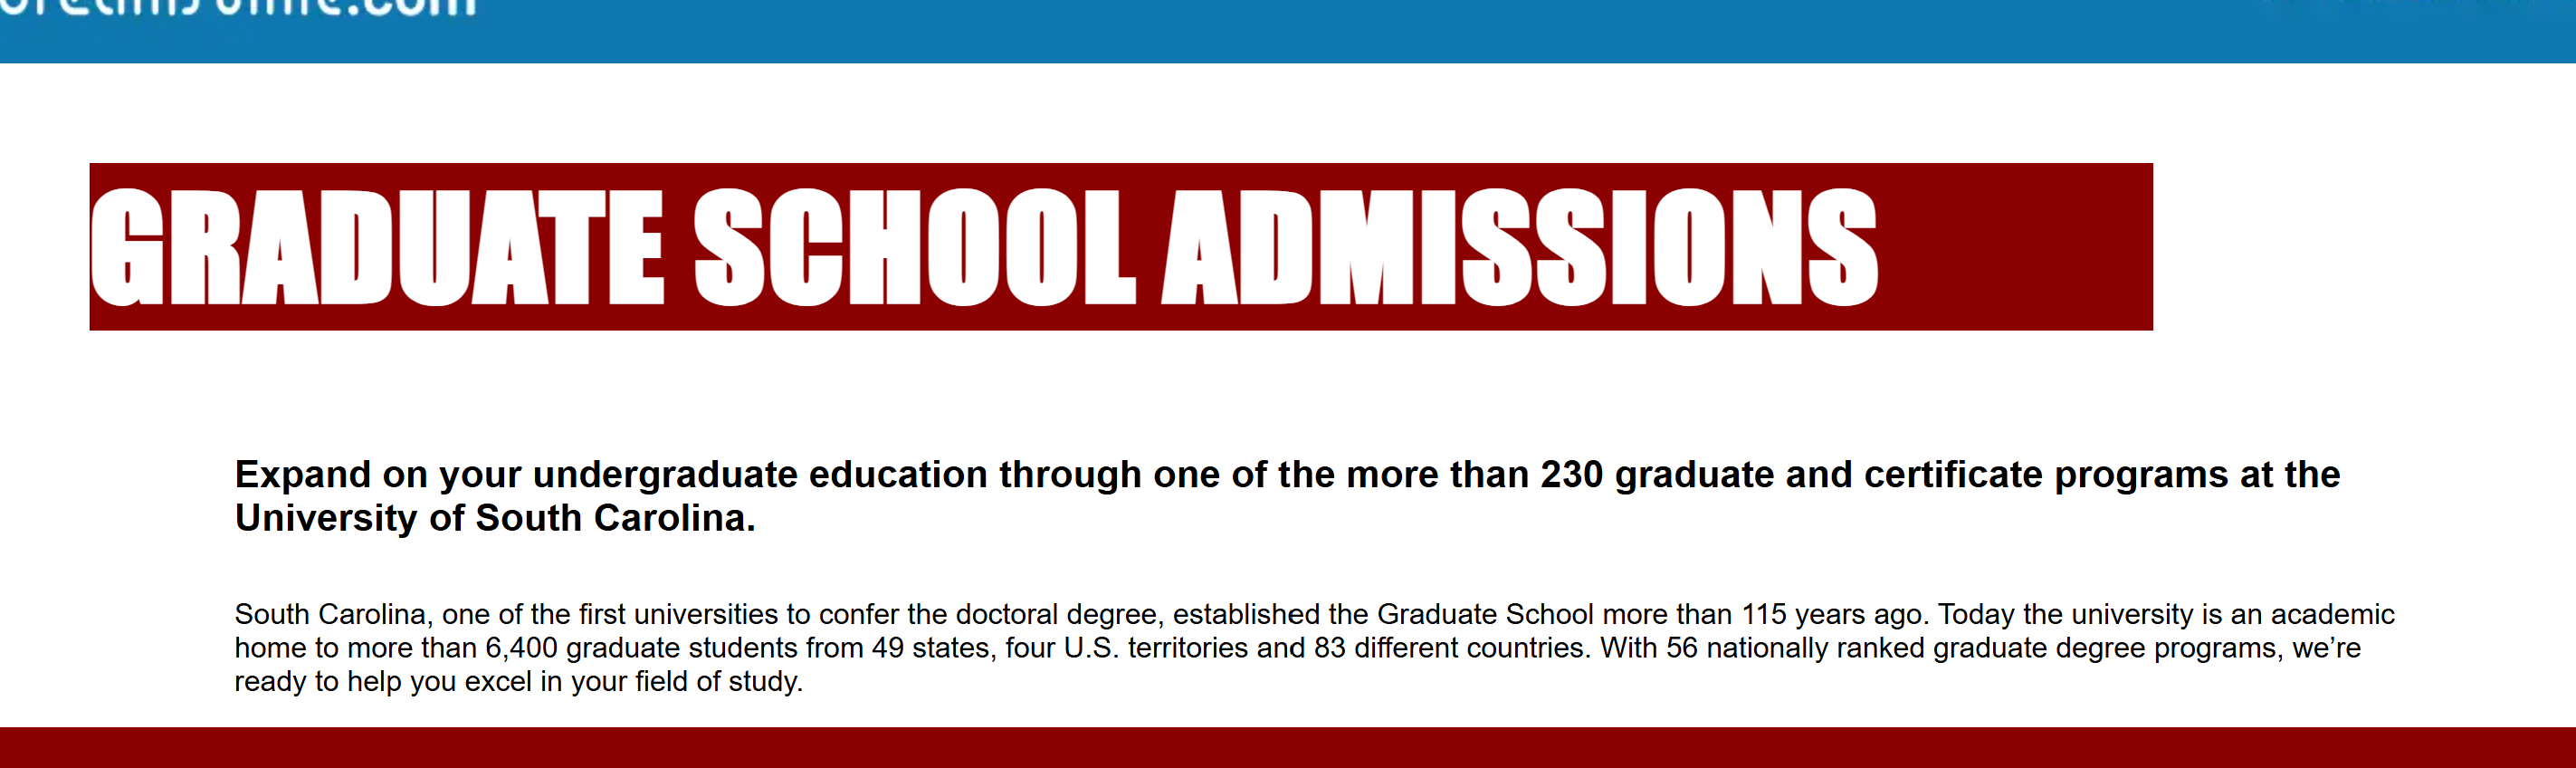 GRADUATE SCHOOL ADMISSIONS
Expand on your undergraduate education through one of the more than 230 graduate and certificate programs at the
University of South Carolina.
South Carolina, one of the first universities to confer the doctoral degree, established the Graduate School more than 115 years ago. Today the university is an academic
home to more than 6,400 graduate students from 49 states, four U.S. territories and 83 different countries. With 56 nationally ranked graduate degree programs, we’re
ready to help you excel in your field of study.